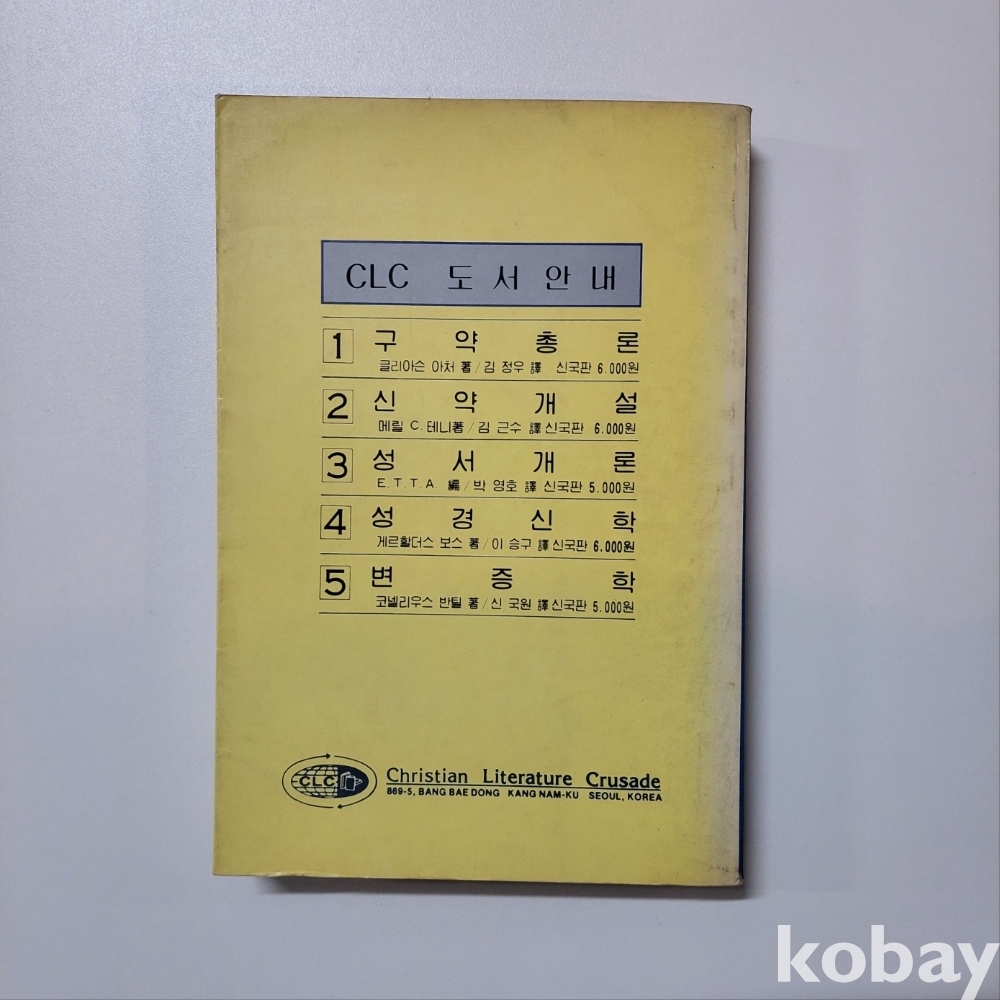 CLC 도서안내
1 구약총론
글리아슨 아처 著 / 김 정우 譯 신국판 6.000원
2 신약개설
메릴 C. 테니著 / 김 근수 譯 신국판 6.000원
3 성서개론
E.T.T.A. 編 / 박 영호 譯 신국판 5.000원
4 성경신학
게르할더스 보스 著 / 이 승구 譯 신국판 6.000원
5 변증학
코넬리우스 반틸 著 / 신 국원 譯 신국판 5.000원
CLC
Christian Literature Crusade
869-5, BANG BAE DONG KANG NAM-KU SEOUL, KOREA
kobay